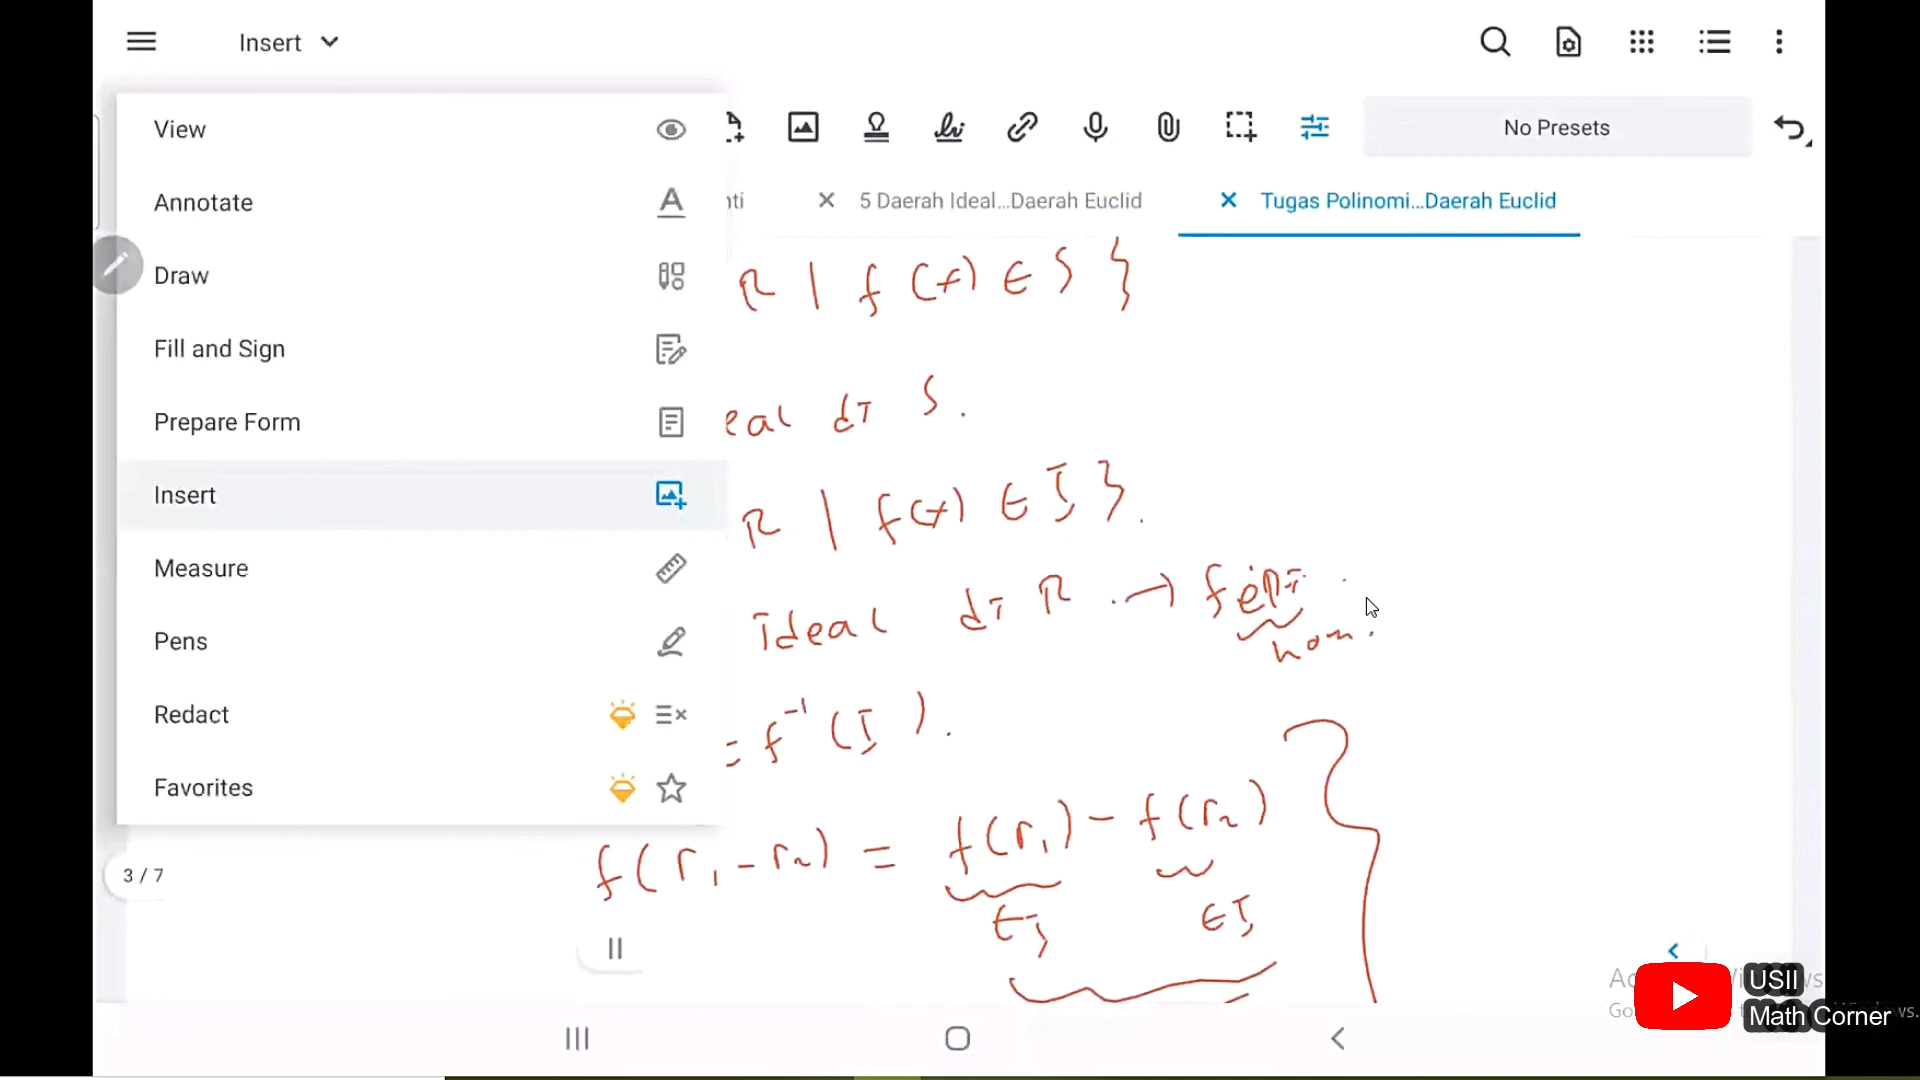 Insert
View
Annotate
Draw
Fill and Sign
Prepare Form
Insert
Measure
Pens
Redact
Favorites
No Presets
nti
5 Daerah Ideal...Daerah Euclid
Tugas Polinomi...Daerah Euclid
R | f(x) ∈ S }
eal di S.
R | f(x) ∈ I }.
ideal di R. → f epi.
hom.
= f⁻¹(I).
f(r₁-r₂) = f(r₁) - f(r₂)
∈ I ∈ I
3 / 7
USII
Math Corner